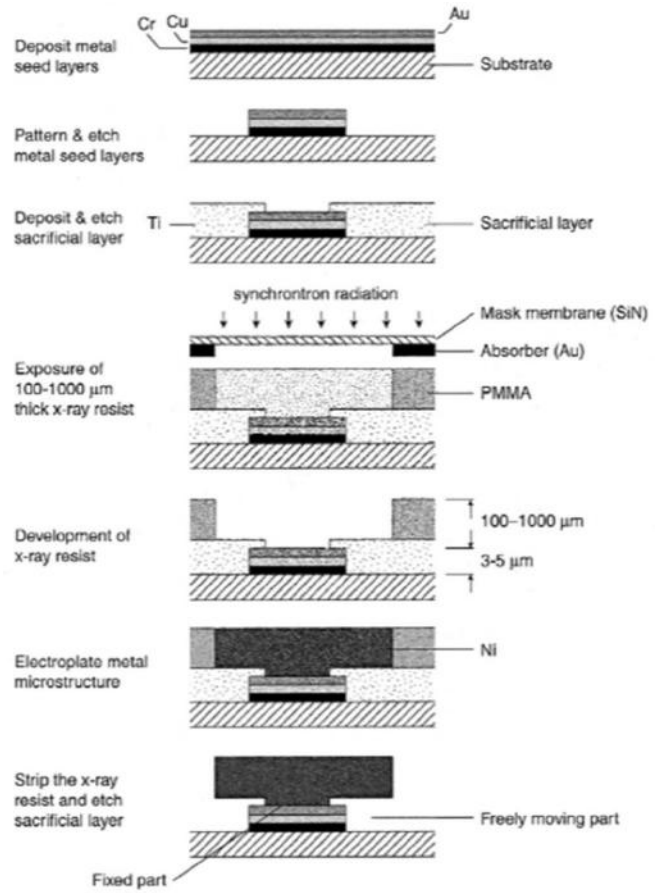 Cr
Cu
Au
Deposit metal
seed layers
Substrate
Pattern & etch
metal seed layers
Deposit & etch
sacrificial layer
Ti
Sacrificial layer
synchrontron radiation
Mask membrane (SiN)
Absorber (Au)
Exposure of
100-1000 μm
thick x-ray resist
PMMA
Development of
x-ray resist
100–1000 μm
3-5 μm
Electroplate metal
microstructure
Ni
Strip the x-ray
resist and etch
sacrificial layer
Freely moving part
Fixed part